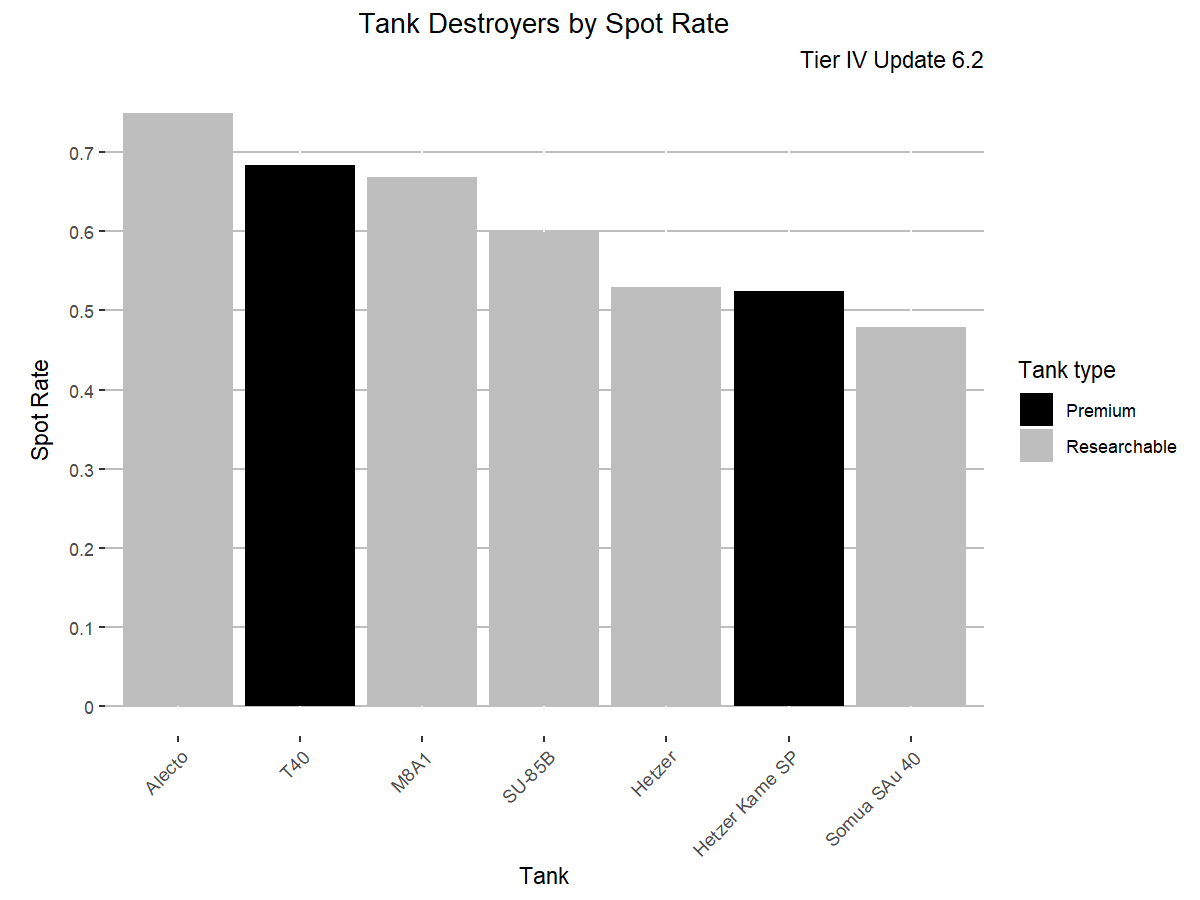 Tank Destroyers by Spot Rate
Tier IV Update 6.2
Spot Rate
0.7
0.6
0.5
0.4
0.3
0.2
0.1
0
Alecto
T40
M8A1
SU-85B
Hetzer
Hetzer Kame SP
Somua SAu 40
Tank
Tank type
Premium
Researchable